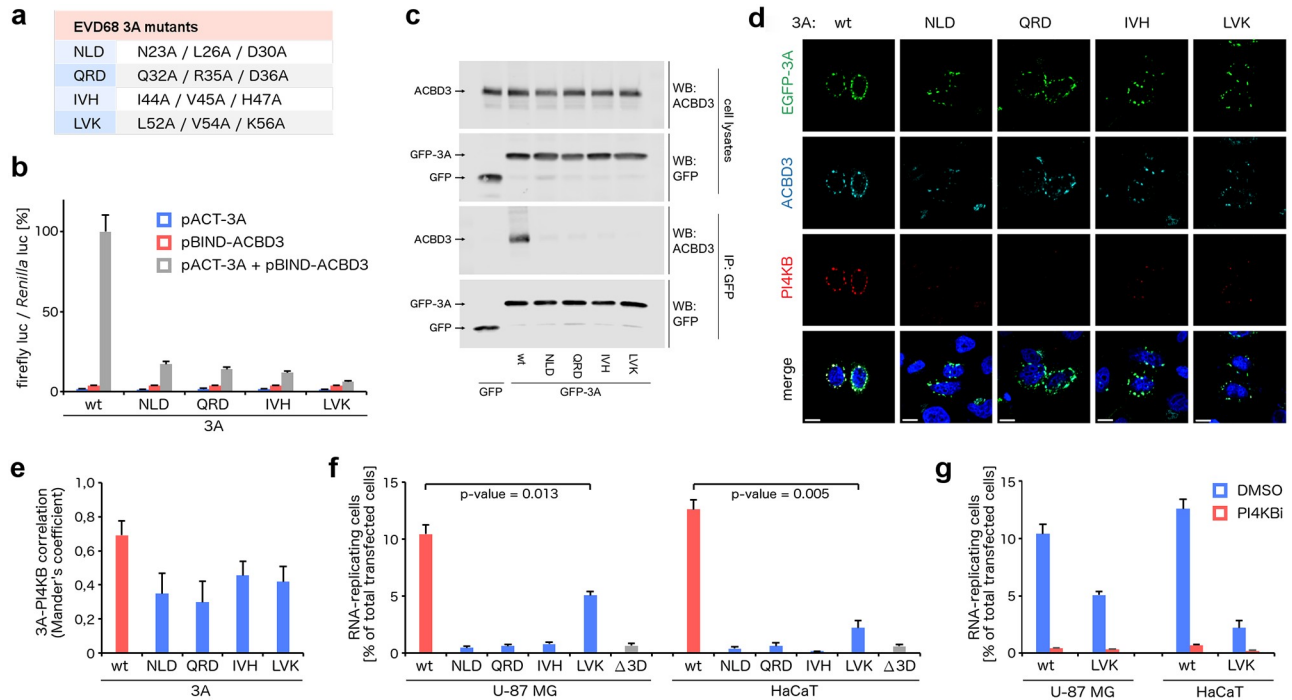 a
EVD68 3A mutants
NLD N23A / L26A / D30A
QRD Q32A / R35A / D36A
IVH I44A / V45A / H47A
LVK L52A / V54A / K56A
b
firefly luc / Renilla luc [%]
100
50
0
pACT-3A
pBIND-ACBD3
pACT-3A + pBIND-ACBD3
wt NLD QRD IVH LVK
3A
c
ACBD3
WB:
ACBD3
GFP-3A
GFP
WB:
GFP
cell lysates
ACBD3
WB:
ACBD3
GFP-3A
GFP
WB:
GFP
IP: GFP
wt NLD QRD IVH LVK
GFP GFP-3A
d
3A: wt NLD QRD IVH LVK
EGFP-3A
ACBD3
PI4KB
merge
e
3A-PI4KB correlation
(Mander's coefficient)
1,0
0,8
0,6
0,4
0,2
0
wt NLD QRD IVH LVK
3A
f
RNA-replicating cells
[% of total transfected cells]
15
10
5
0
p-value = 0.013
p-value = 0.005
wt NLD QRD IVH LVK Δ3D wt NLD QRD IVH LVK Δ3D
U-87 MG HaCaT
g
RNA-replicating cells
[% of total transfected cells]
15
10
5
0
DMSO
PI4KBi
wt LVK wt LVK
U-87 MG HaCaT